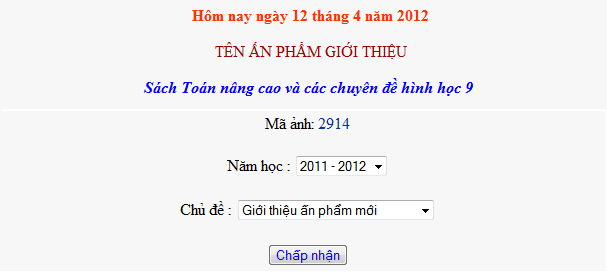 Hôm nay ngày 12 tháng 4 năm 2012
TÊN ẤN PHẨM GIỚI THIỆU
Sách Toán nâng cao và các chuyên đề hình học 9
Mã ảnh: 2914
Năm học : 2011 - 2012
Chủ đề : Giới thiệu ấn phẩm mới
Chấp nhận